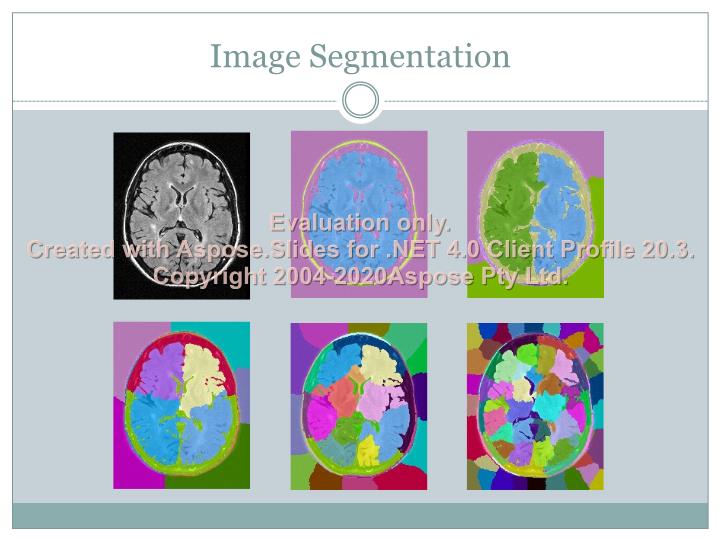 Image Segmentation
Evaluation only.
Created with Aspose.Slides for .NET 4.0 Client Profile 20.3.
Copyright 2004-2020Aspose Pty Ltd.